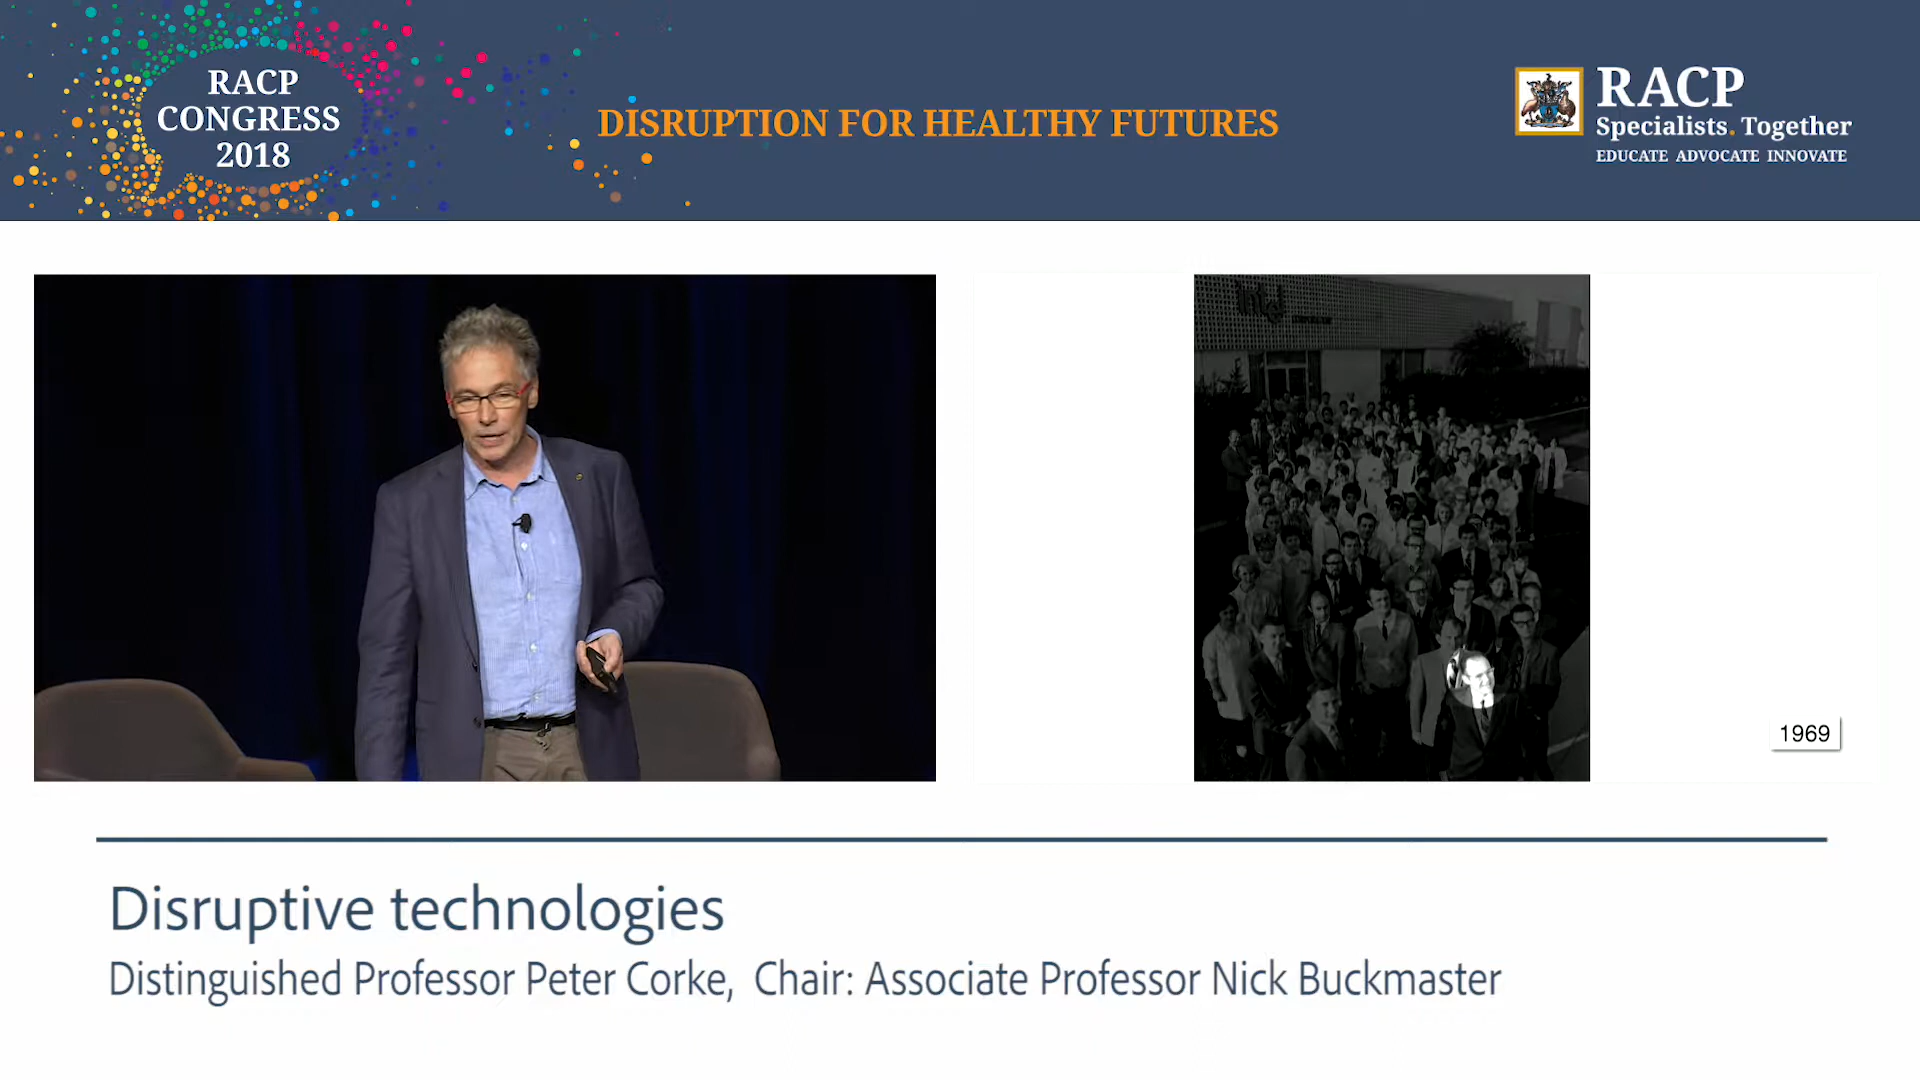 RACP
CONGRESS
2018
DISRUPTION FOR HEALTHY FUTURES
RACP
Specialists. Together
EDUCATE ADVOCATE INNOVATE
intel
1969
Disruptive technologies
Distinguished Professor Peter Corke, Chair: Associate Professor Nick Buckmaster